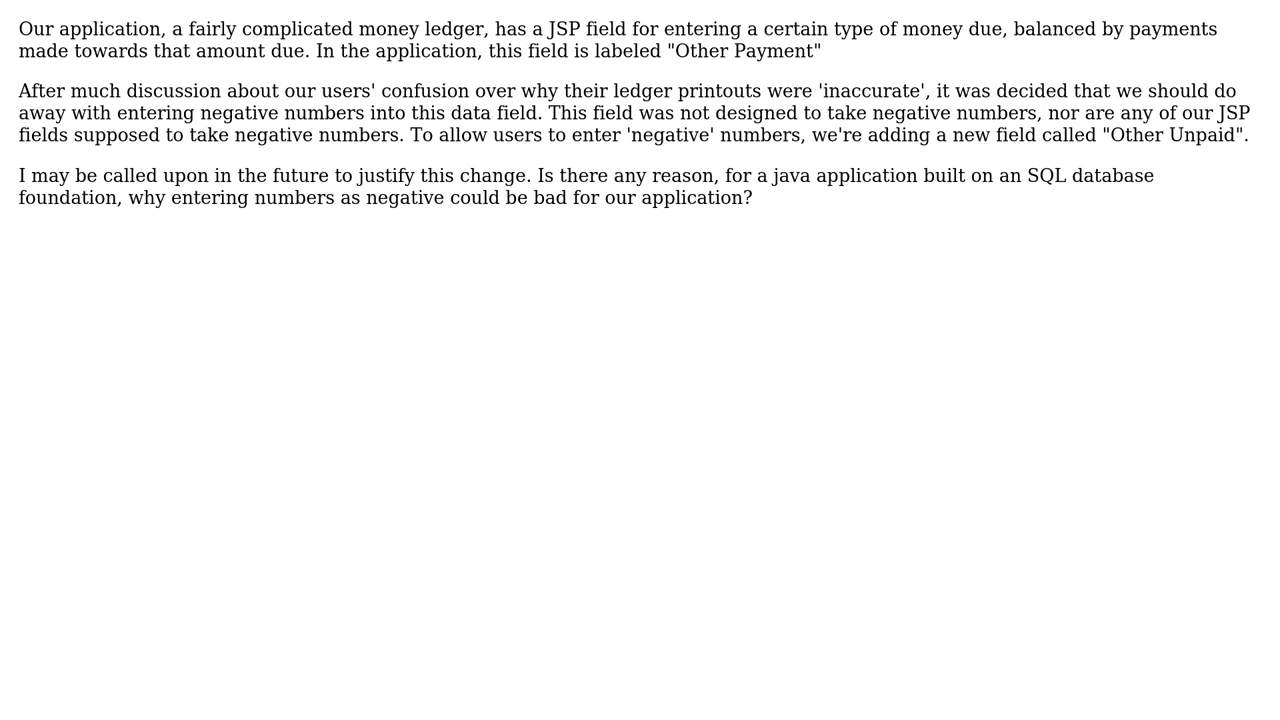 Our application, a fairly complicated money ledger, has a JSP field for entering a certain type of money due, balanced by payments
made towards that amount due. In the application, this field is labeled "Other Payment"
After much discussion about our users' confusion over why their ledger printouts were 'inaccurate', it was decided that we should do
away with entering negative numbers into this data field. This field was not designed to take negative numbers, nor are any of our JSP
fields supposed to take negative numbers. To allow users to enter 'negative' numbers, we're adding a new field called "Other Unpaid".
I may be called upon in the future to justify this change. Is there any reason, for a java application built on an SQL database
foundation, why entering numbers as negative could be bad for our application?